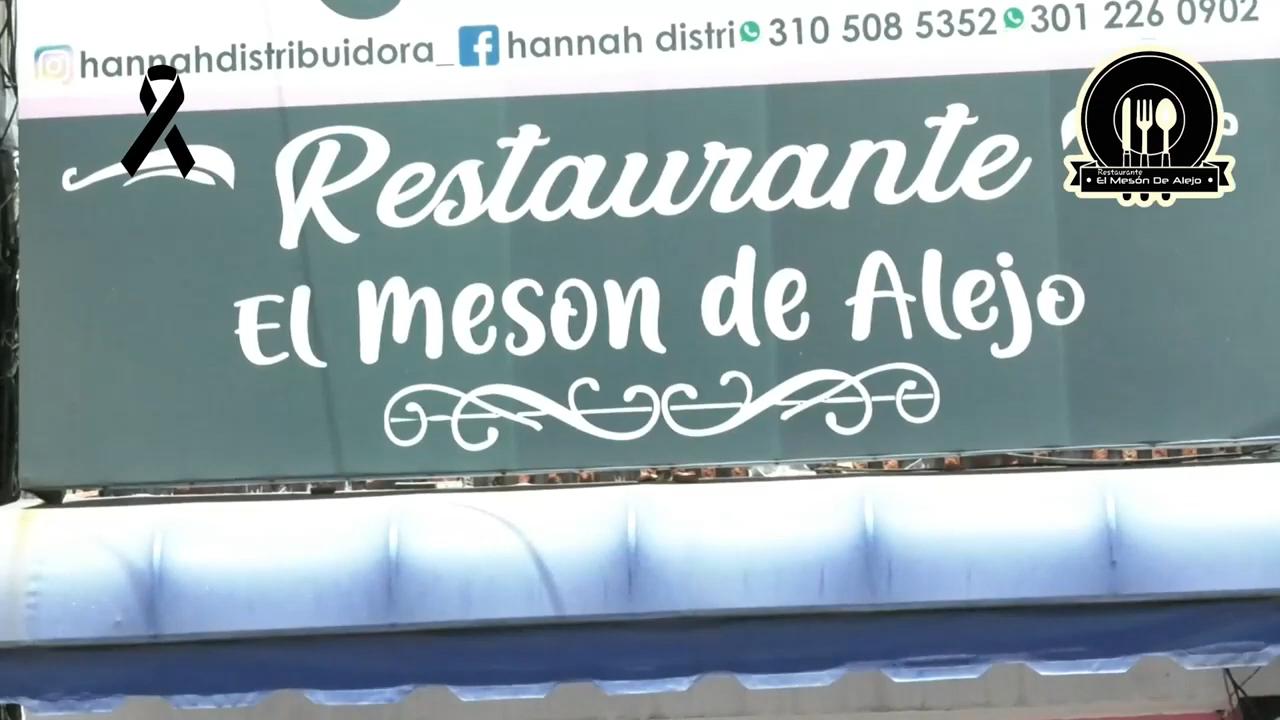 hannahdistribuidora_ hannah distri 310 508 5352 301 226 0902
Restaurante
El meson de Alejo
Restaurante
• El Mesón De Alejo •